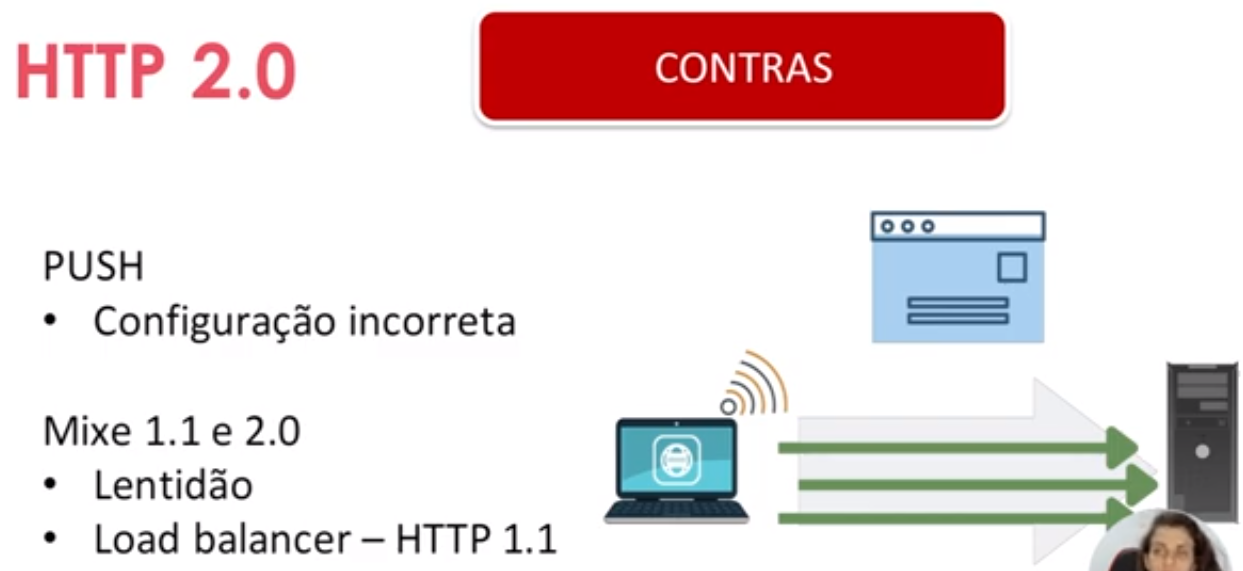 HTTP 2.0
CONTRAS
PUSH
• Configuração incorreta
Mixe 1.1 e 2.0
• Lentidão
• Load balancer – HTTP 1.1